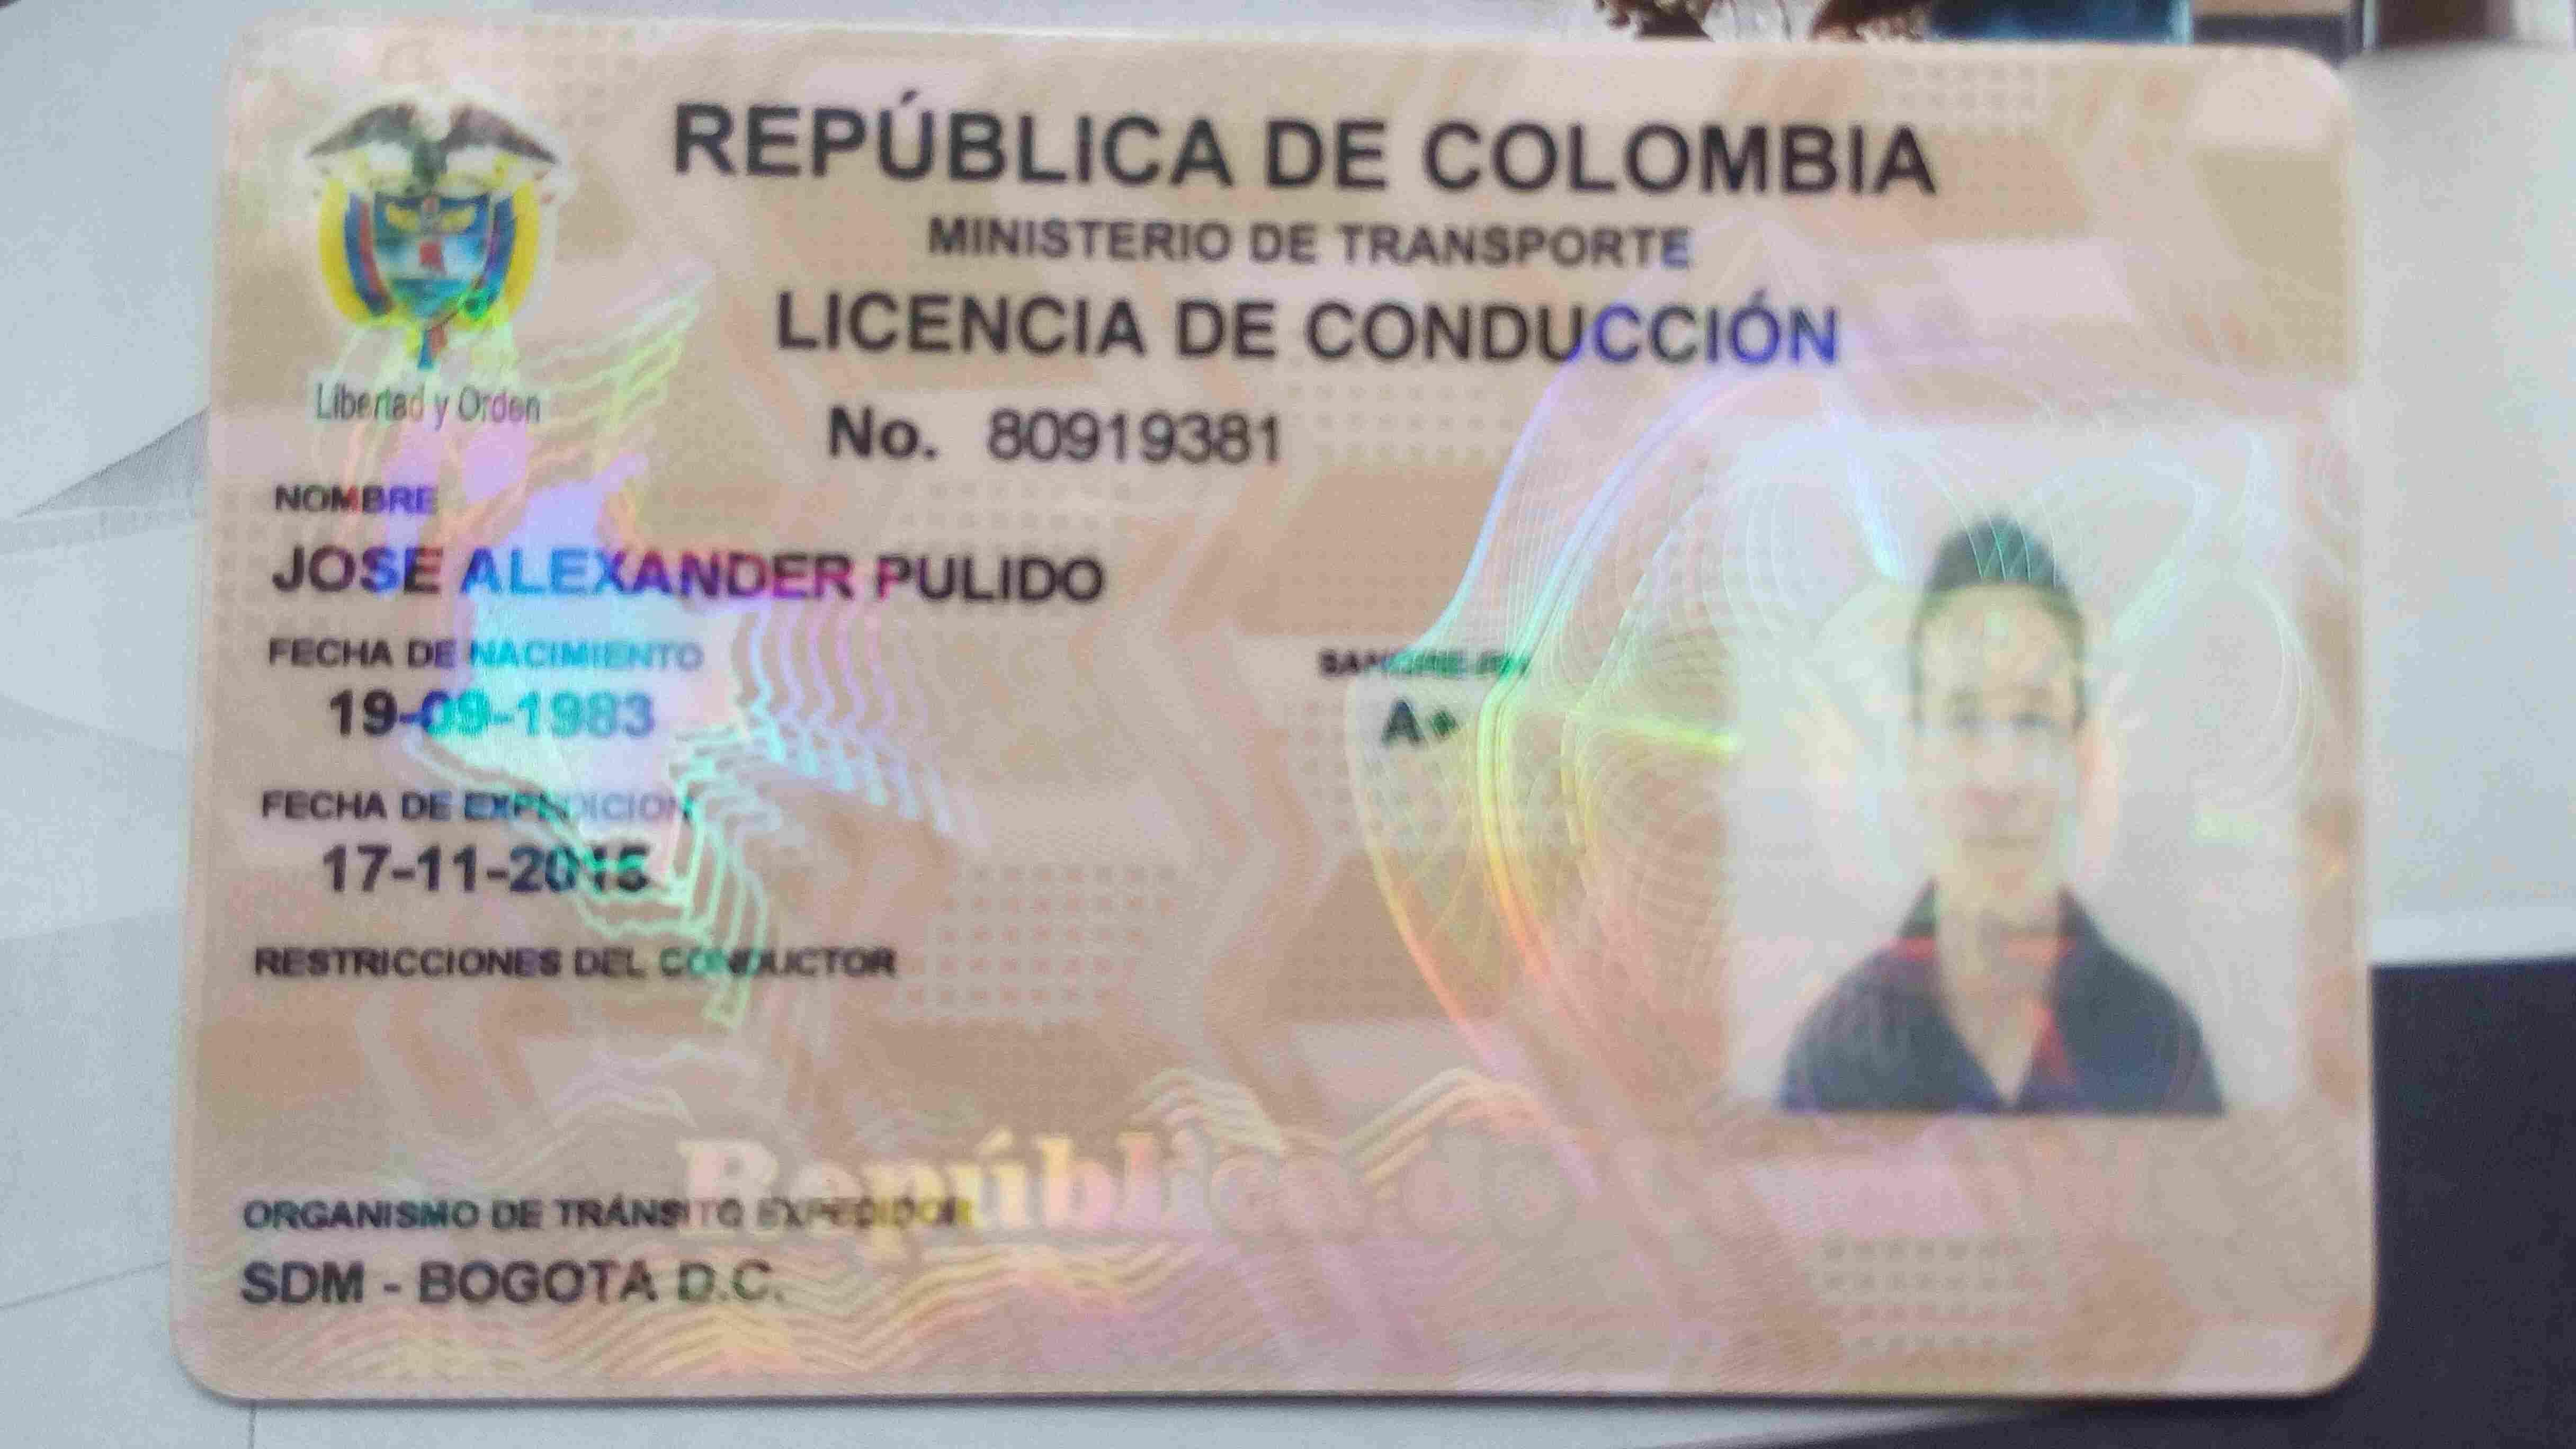 REPÚBLICA DE COLOMBIA
MINISTERIO DE TRANSPORTE
LICENCIA DE CONDUCCIÓN
Libertad y Orden
No. 80919381
NOMBRE
JOSE ALEXANDER PULIDO
FECHA DE NACIMIENTO
19-09-1983
SANGRE-RH
A+
FECHA DE EXPEDICION
17-11-2015
RESTRICCIONES DEL CONDUCTOR
República de
ORGANISMO DE TRÁNSITO EXPEDIDOR
SDM - BOGOTA D.C.